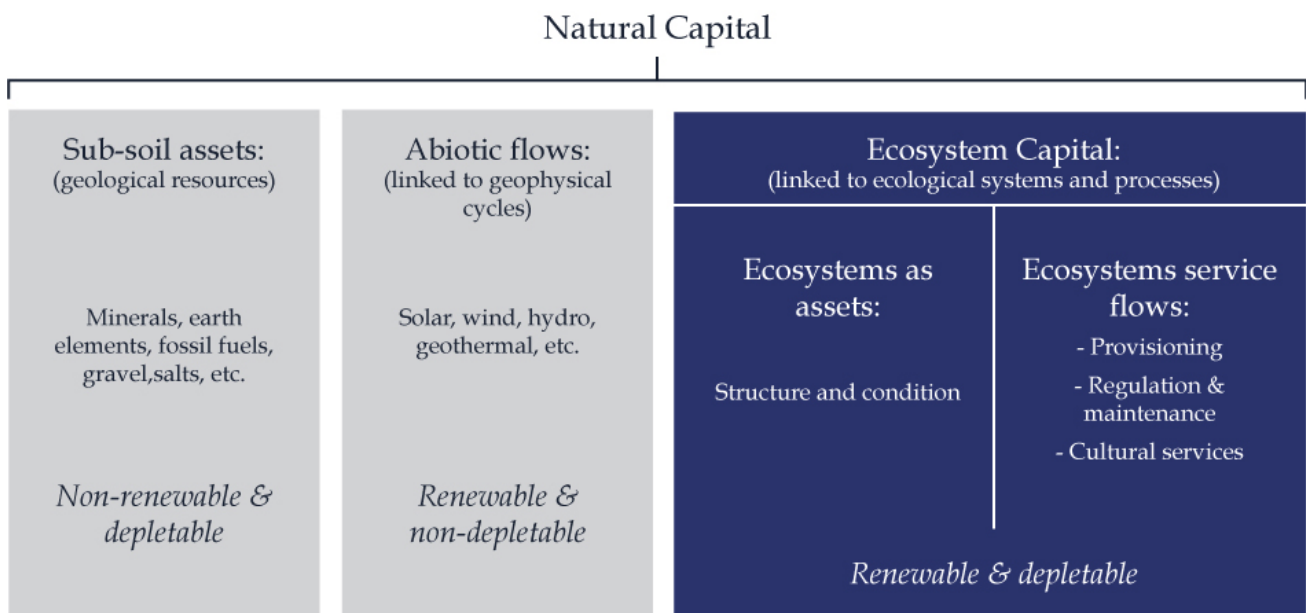 Natural Capital
Sub-soil assets:
(geological resources)
Minerals, earth
elements, fossil fuels,
gravel,salts, etc.
Non-renewable &
depletable
Abiotic flows:
(linked to geophysical
cycles)
Solar, wind, hydro,
geothermal, etc.
Renewable &
non-depletable
Ecosystem Capital:
(linked to ecological systems and processes)
Ecosystems as
assets:
Structure and condition
Ecosystems service
flows:
- Provisioning
- Regulation &
maintenance
- Cultural services
Renewable & depletable